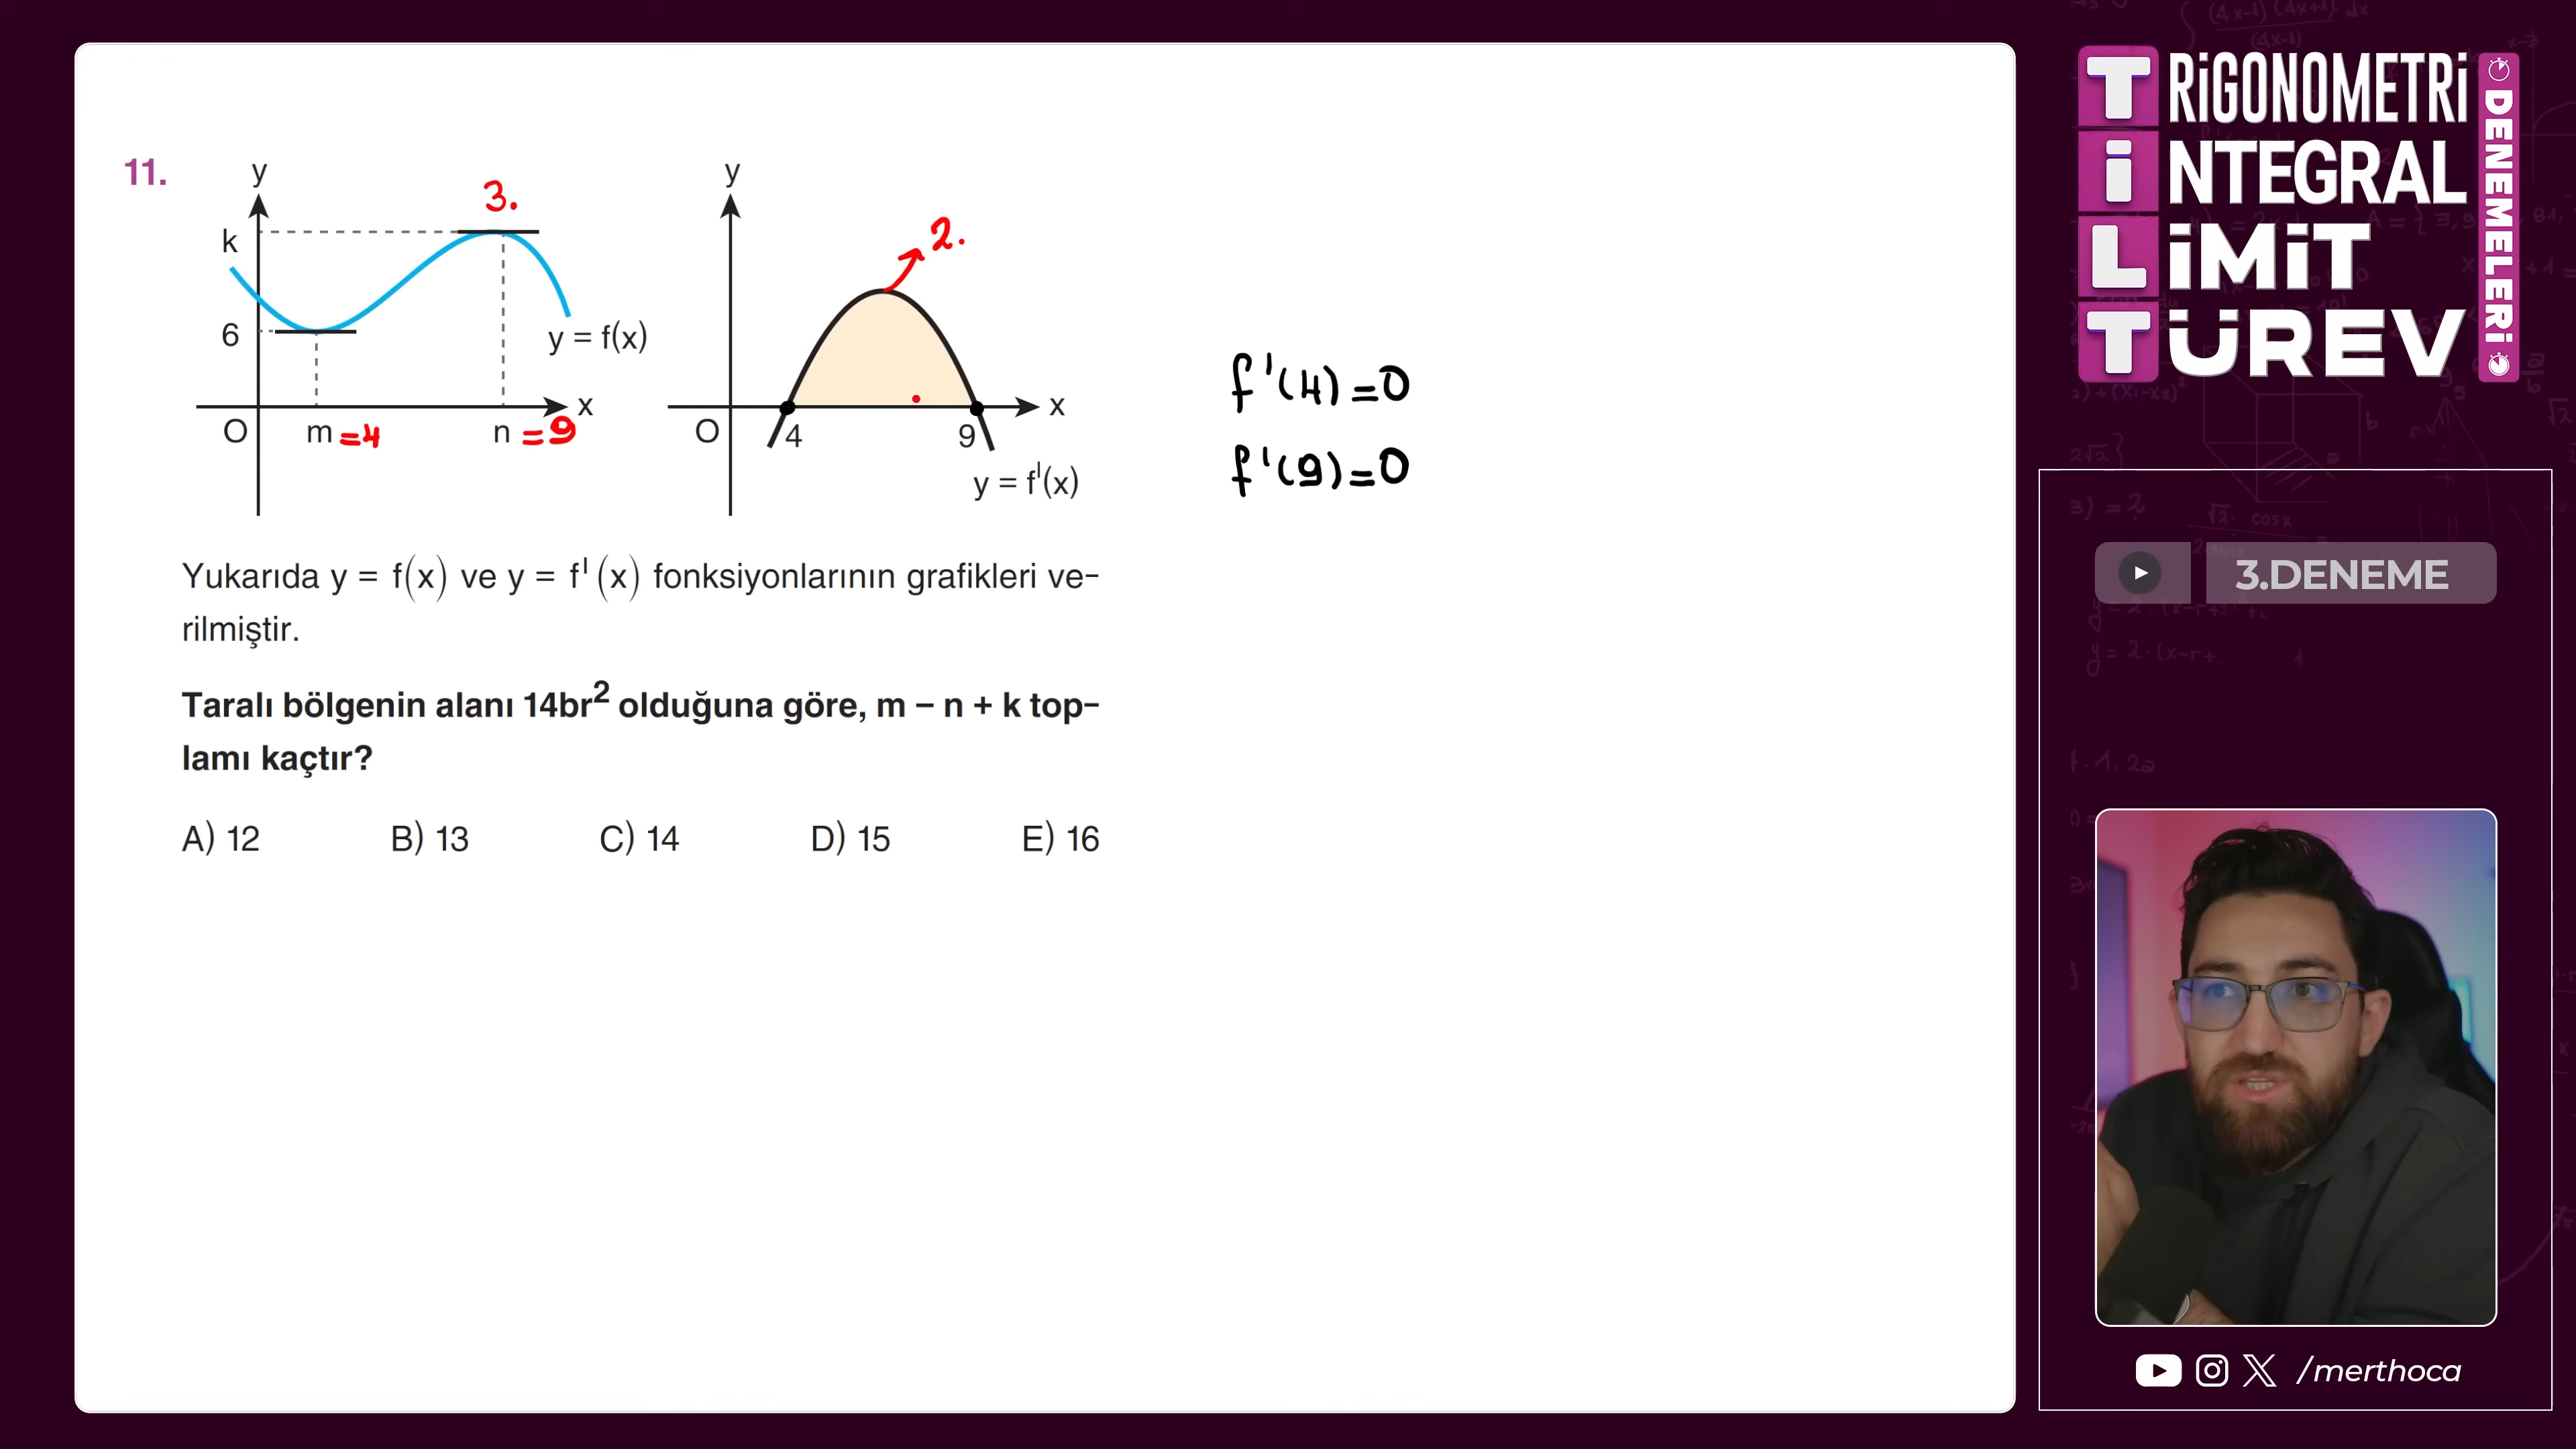 11.
y
k
6
O
m =4
n =9
x
3.
y = f(x)
y
O
4
9
x
2.
y = f'(x)
f'(4)=0
f'(9)=0
Yukarıda y = f(x) ve y = f'(x) fonksiyonlarının grafikleri ve-
rilmiştir.
Taralı bölgenin alanı 14br² olduğuna göre, m − n + k top-
lamı kaçtır?
A) 12 B) 13 C) 14 D) 15 E) 16
TRİGONOMETRİ
İNTEGRAL
LİMİT
TÜREV
DENEMELERİ
3.DENEME
/merthoca